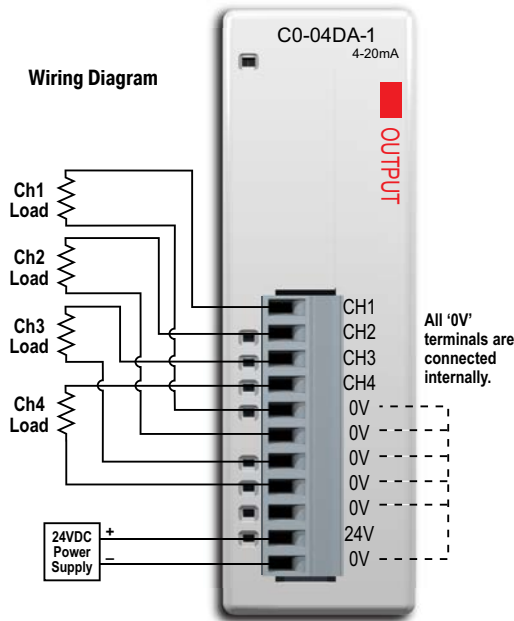 C0-04DA-1
4-20mA
Wiring Diagram
OUTPUT
Ch1
Load
Ch2
Load
Ch3
Load
Ch4
Load
CH1
CH2
CH3
CH4
0V
0V
0V
0V
0V
24V
0V
All ‘0V’
terminals are
connected
internally.
24VDC
Power
Supply
+
–